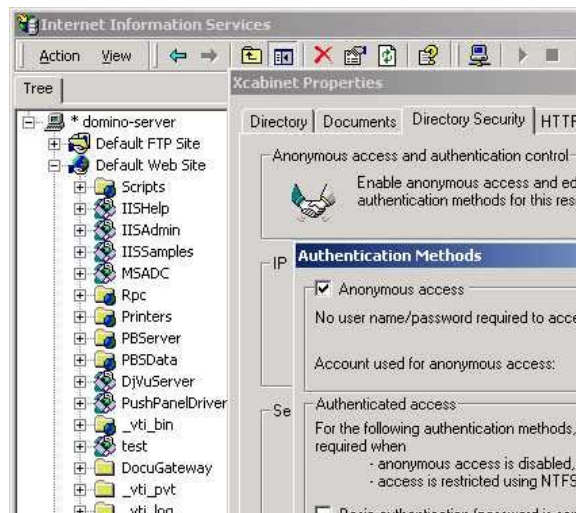 Internet Information Services
Action View
Tree
* domino-server
Default FTP Site
Default Web Site
Scripts
IISHelp
IISAdmin
IISSamples
MSADC
Rpc
Printers
PBServer
PBSData
DjVuServer
PushPanelDriver
_vti_bin
test
DocuGateway
_vti_pvt
_vti_log
Xcabinet Properties
Directory Documents Directory Security HTTP
Anonymous access and authentication control
Enable anonymous access and ed
authentication methods for this res
IP
Se
Authentication Methods
Anonymous access
No user name/password required to acce
Account used for anonymous access:
Authenticated access
For the following authentication methods,
required when
- anonymous access is disabled,
- access is restricted using NTFS